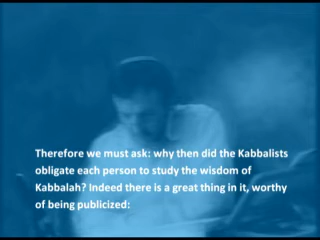 Therefore we must ask: why then did the Kabbalists
obligate each person to study the wisdom of
Kabbalah? Indeed there is a great thing in it, worthy
of being publicized: